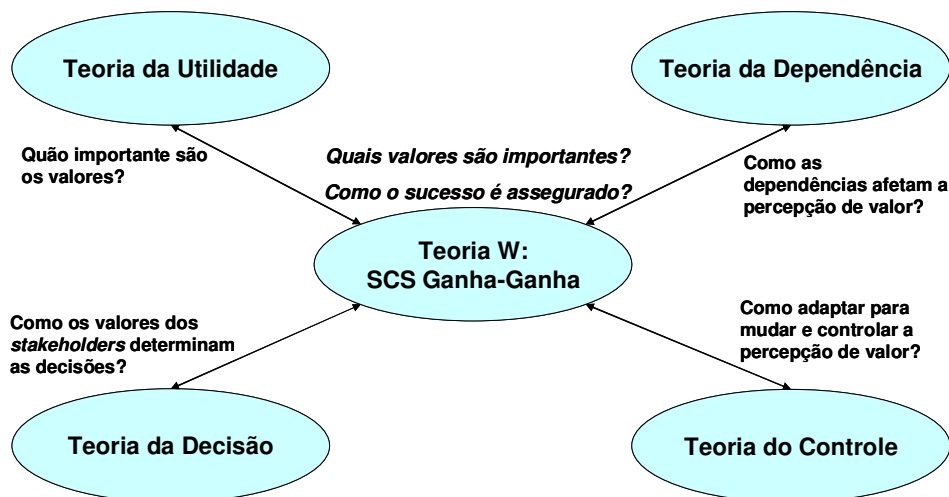 Teoria da Utilidade
Teoria da Dependência
Quão importante são
os valores?
Quais valores são importantes?
Como o sucesso é assegurado?
Como as
dependências afetam a
percepção de valor?
Teoria W:
SCS Ganha-Ganha
Como os valores dos
stakeholders determinam
as decisões?
Como adaptar para
mudar e controlar a
percepção de valor?
Teoria da Decisão
Teoria do Controle